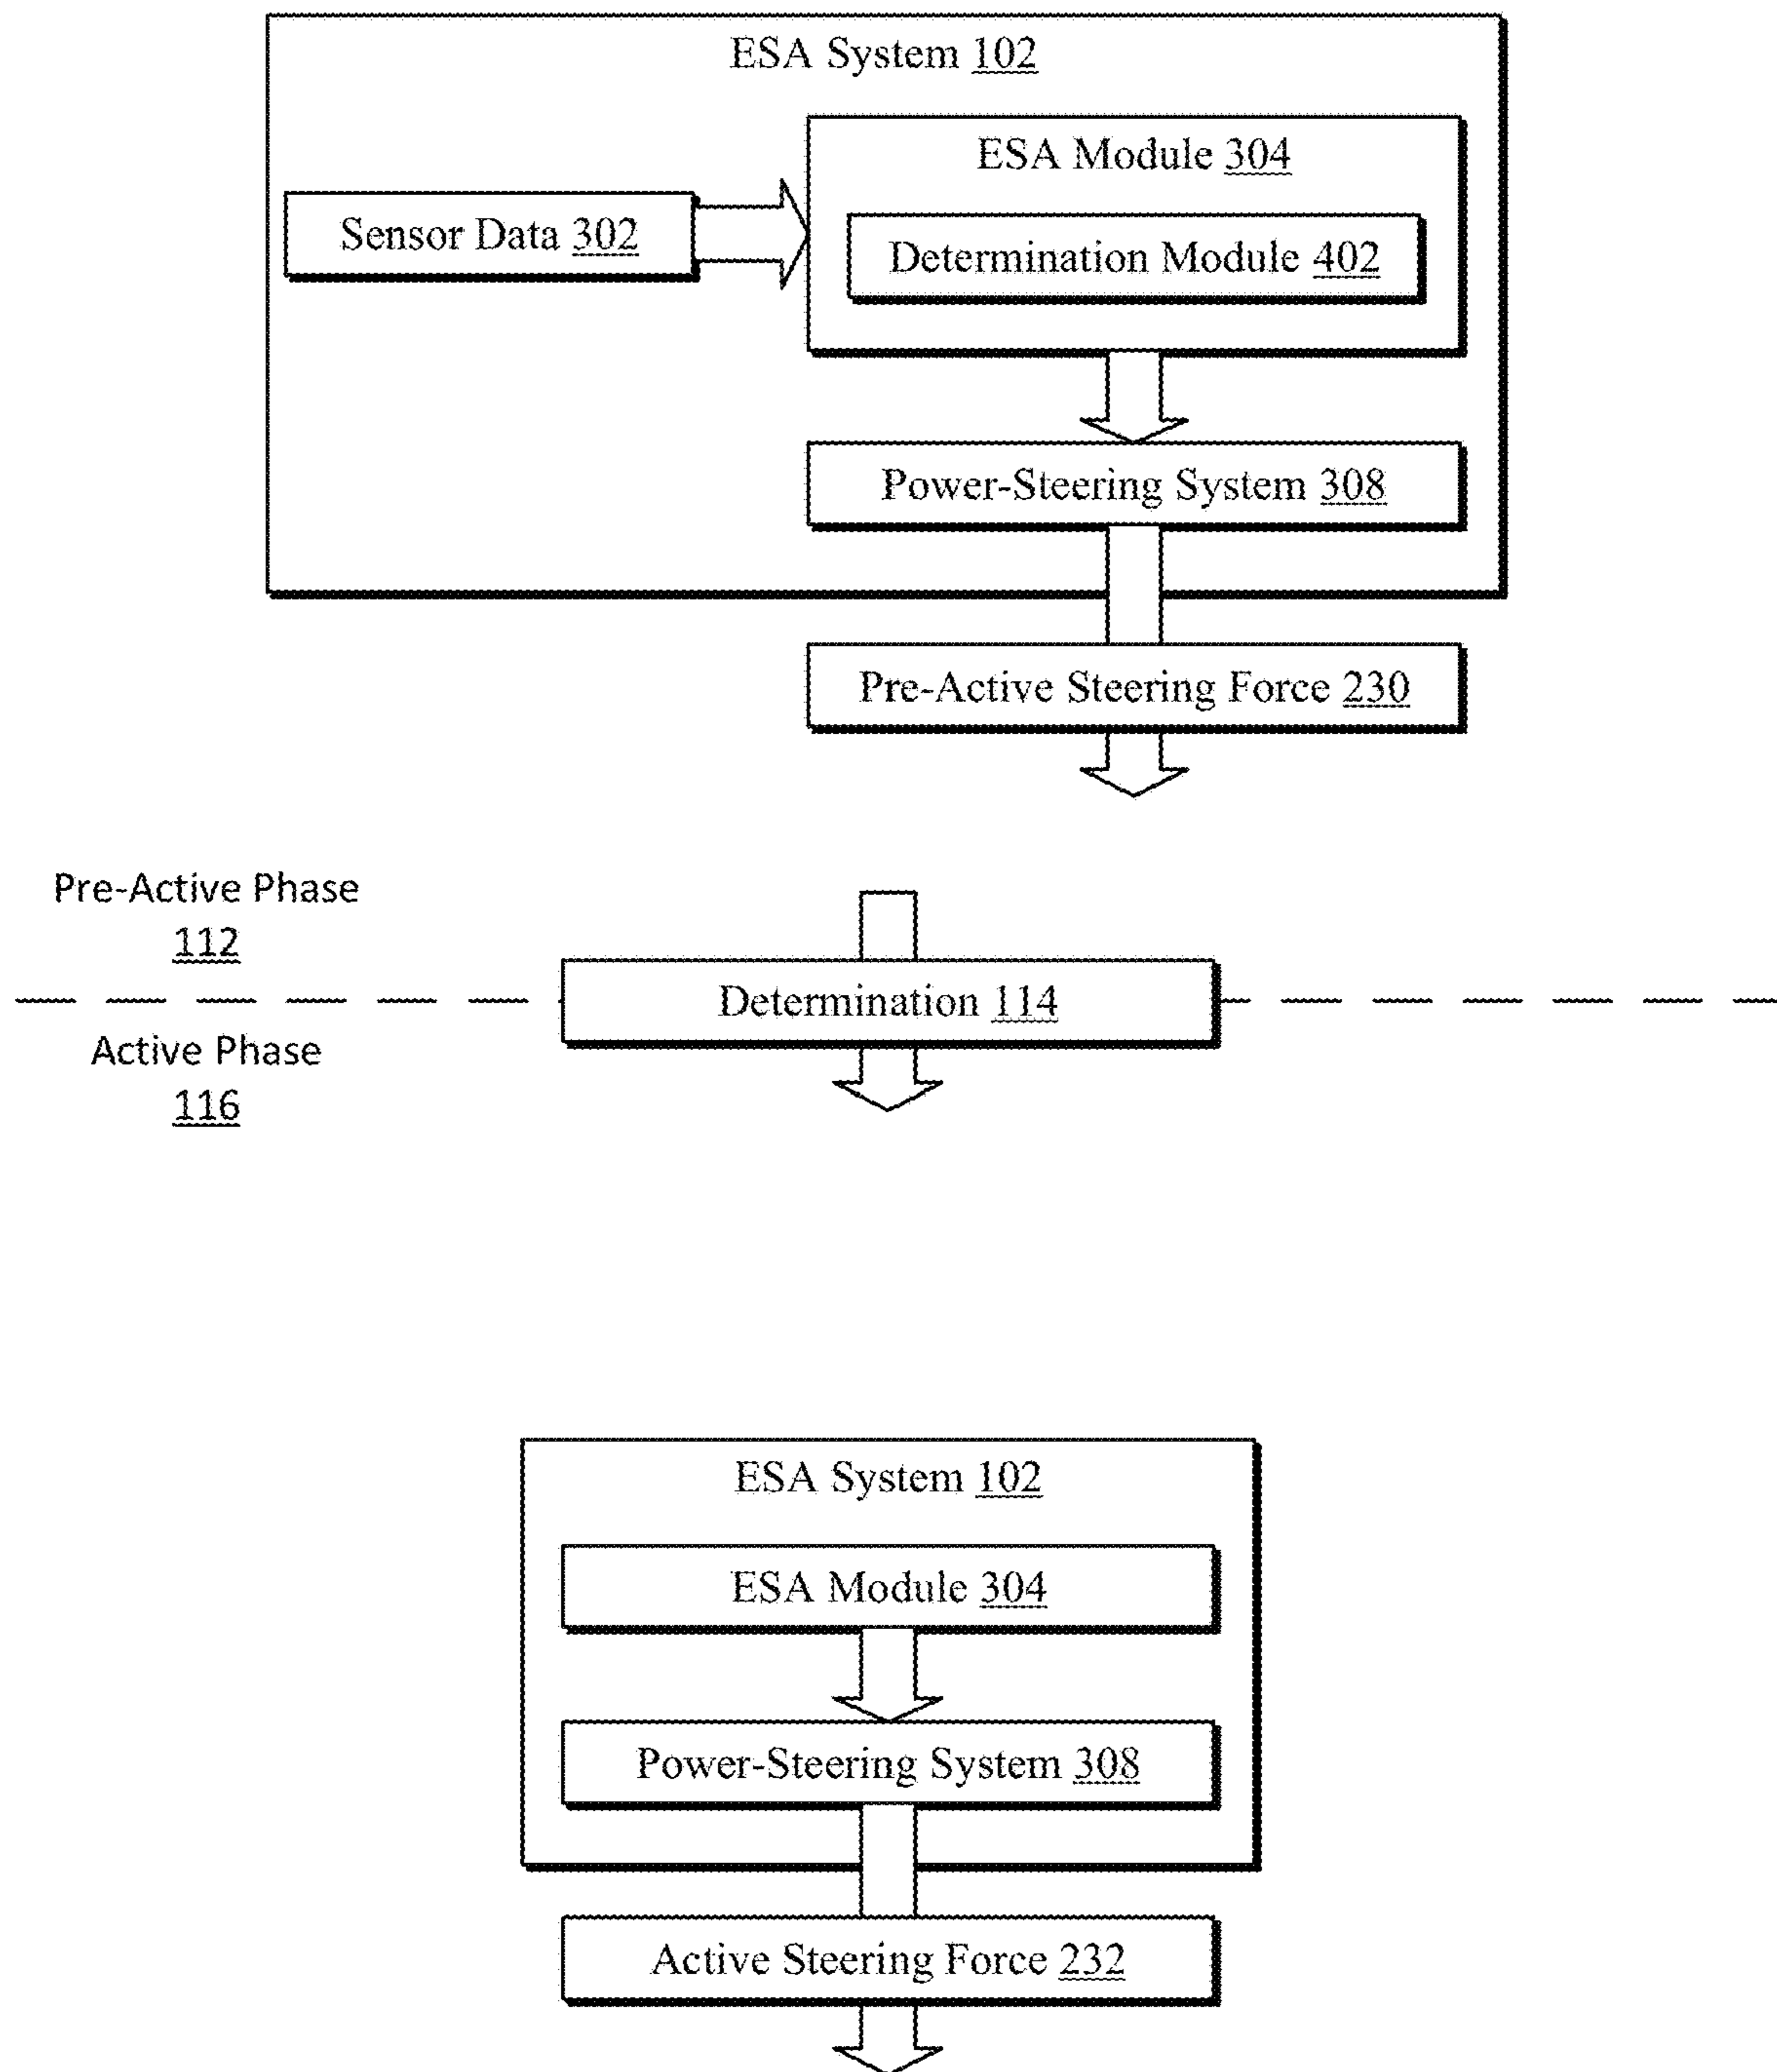 ESA System 102
ESA Module 304
Sensor Data 302
Determination Module 402
Power-Steering System 308
Pre-Active Steering Force 230
Pre-Active Phase
112
Determination 114
Active Phase
116
ESA System 102
ESA Module 304
Power-Steering System 308
Active Steering Force 232